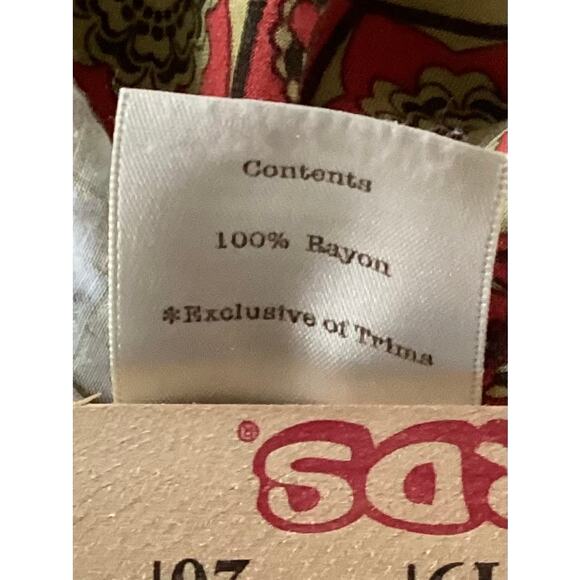 Contents
100% Rayon
*Exclusive of Trims